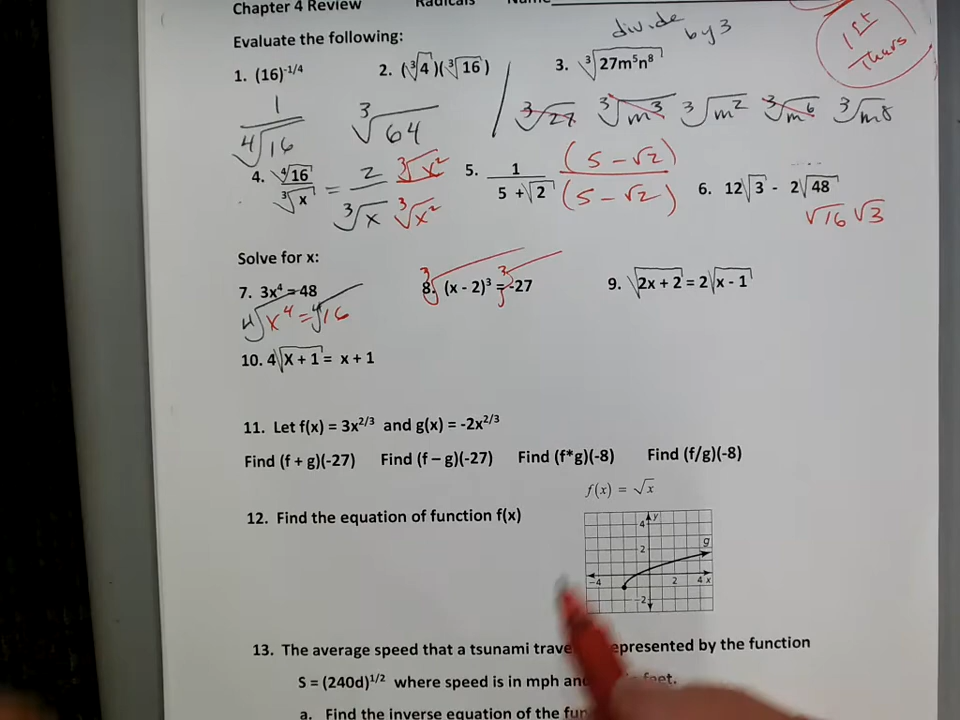 Chapter 4 Review Radicals Name
Evaluate the following:
divide by 3
1st Thurs
1. (16)^-1/4
2. (∛4)(∛16)
3. ∛27m⁵n⁸
1/∜16
∛64
∛27 ∛m³ ∛m² ∛m⁶ ∛m8
4. ∜16/∛x = 2/∛x ∛x²/∛x²
5. 1/(5 + √2) (5 - √2)/(5 - √2)
6. 12√3 - 2√48
√16 √3
Solve for x:
7. 3x⁴ = 48
8. (x - 2)³ = -27
9. √2x + 2 = 2√x - 1
∜x⁴ = ∜16
10. 4√X + 1 = x + 1
11. Let f(x) = 3x^2/3 and g(x) = -2x^2/3
Find (f + g)(-27) Find (f – g)(-27) Find (f*g)(-8) Find (f/g)(-8)
f(x) = √x
12. Find the equation of function f(x)
4 y
2 g
-4 2 4 x
-2
13. The average speed that a tsunami represented by the function
S = (240d)^1/2 where speed is in mph and feet.
a. Find the inverse equation of the